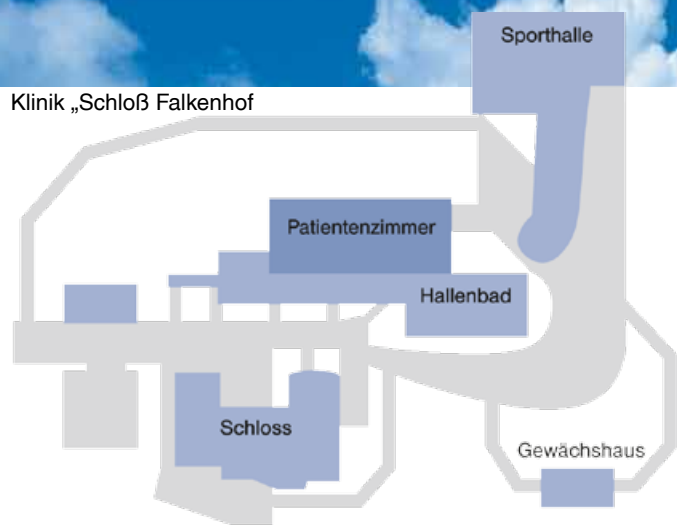 Sporthalle
Klinik „Schloß Falkenhof
Patientenzimmer
Hallenbad
Schloss
Gewächshaus